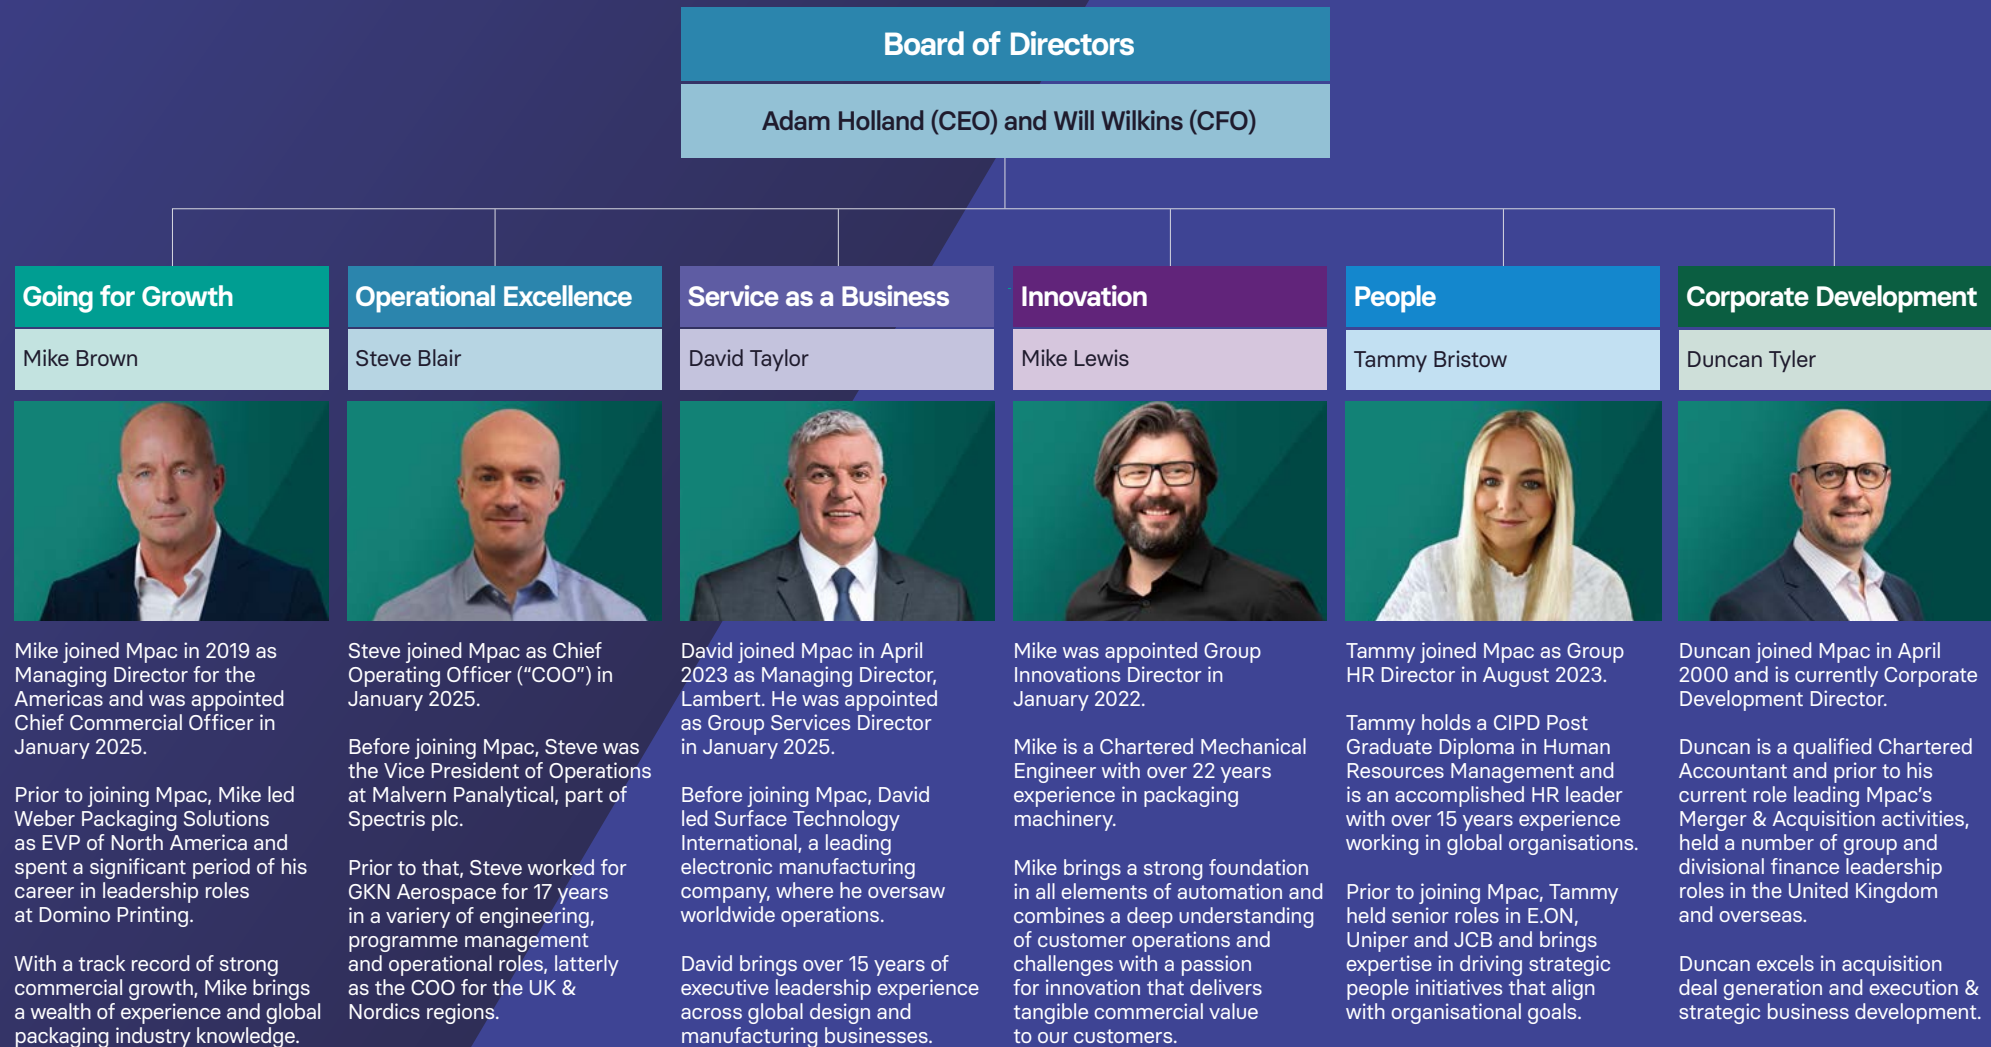 Board of Directors
Adam Holland (CEO) and Will Wilkins (CFO)
Going for Growth
Mike Brown
Mike joined Mpac in 2019 as
Managing Director for the
Americas and was appointed
Chief Commercial Officer in
January 2025.
Prior to joining Mpac, Mike led
Weber Packaging Solutions
as EVP of North America and
spent a significant period of his
career in leadership roles
at Domino Printing.
With a track record of strong
commercial growth, Mike brings
a wealth of experience and global
packaging industry knowledge.
Operational Excellence
Steve Blair
Steve joined Mpac as Chief
Operating Officer (“COO”) in
January 2025.
Before joining Mpac, Steve was
the Vice President of Operations
at Malvern Panalytical, part of
Spectris plc.
Prior to that, Steve worked for
GKN Aerospace for 17 years
in a variery of engineering,
programme management
and operational roles, latterly
as the COO for the UK &
Nordics regions.
Service as a Business
David Taylor
David joined Mpac in April
2023 as Managing Director,
Lambert. He was appointed
as Group Services Director
in January 2025.
Before joining Mpac, David
led Surface Technology
International, a leading
electronic manufacturing
company, where he oversaw
worldwide operations.
David brings over 15 years of
executive leadership experience
across global design and
manufacturing businesses.
Innovation
Mike Lewis
Mike was appointed Group
Innovations Director in
January 2022.
Mike is a Chartered Mechanical
Engineer with over 22 years
experience in packaging
machinery.
Mike brings a strong foundation
in all elements of automation and
combines a deep understanding
of customer operations and
challenges with a passion
for innovation that delivers
tangible commercial value
to our customers.
People
Tammy Bristow
Tammy joined Mpac as Group
HR Director in August 2023.
Tammy holds a CIPD Post
Graduate Diploma in Human
Resources Management and
is an accomplished HR leader
with over 15 years experience
working in global organisations.
Prior to joining Mpac, Tammy
held senior roles in E.ON,
Uniper and JCB and brings
expertise in driving strategic
people initiatives that align
with organisational goals.
Corporate Development
Duncan Tyler
Duncan joined Mpac in April
2000 and is currently Corporate
Development Director.
Duncan is a qualified Chartered
Accountant and prior to his
current role leading Mpac’s
Merger & Acquisition activities,
held a number of group and
divisional finance leadership
roles in the United Kingdom
and overseas.
Duncan excels in acquisition
deal generation and execution &
strategic business development.